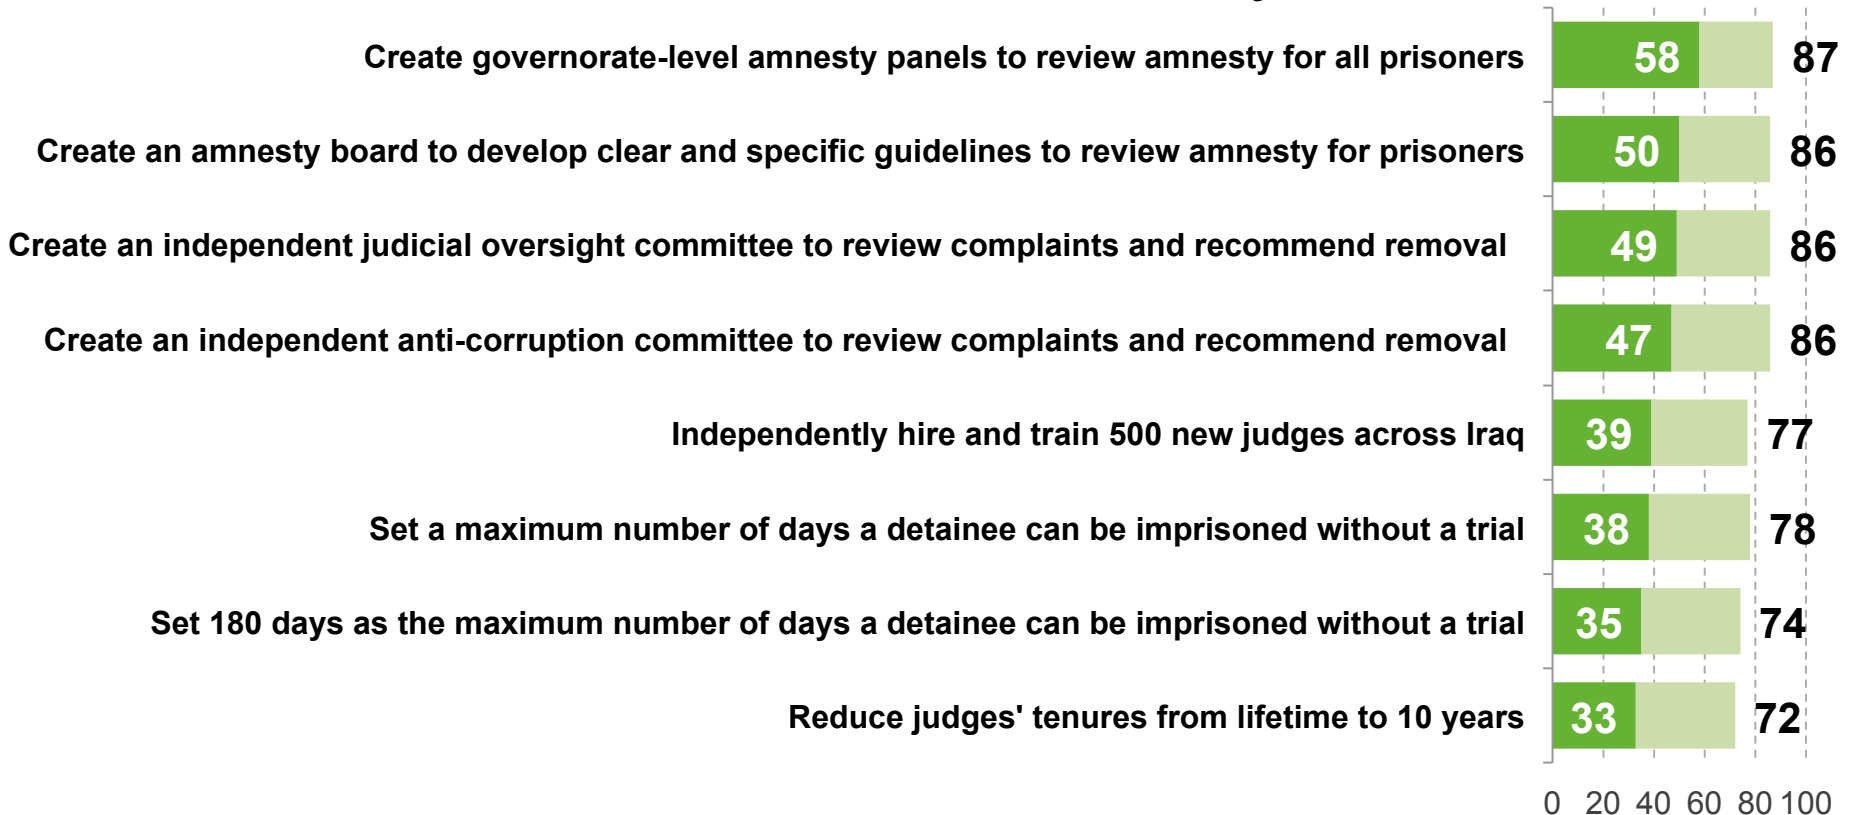 Create governorate-level amnesty panels to review amnesty for all prisoners 58 87
Create an amnesty board to develop clear and specific guidelines to review amnesty for prisoners 50 86
Create an independent judicial oversight committee to review complaints and recommend removal 49 86
Create an independent anti-corruption committee to review complaints and recommend removal 47 86
Independently hire and train 500 new judges across Iraq 39 77
Set a maximum number of days a detainee can be imprisoned without a trial 38 78
Set 180 days as the maximum number of days a detainee can be imprisoned without a trial 35 74
Reduce judges' tenures from lifetime to 10 years 33 72
0 20 40 60 80 100